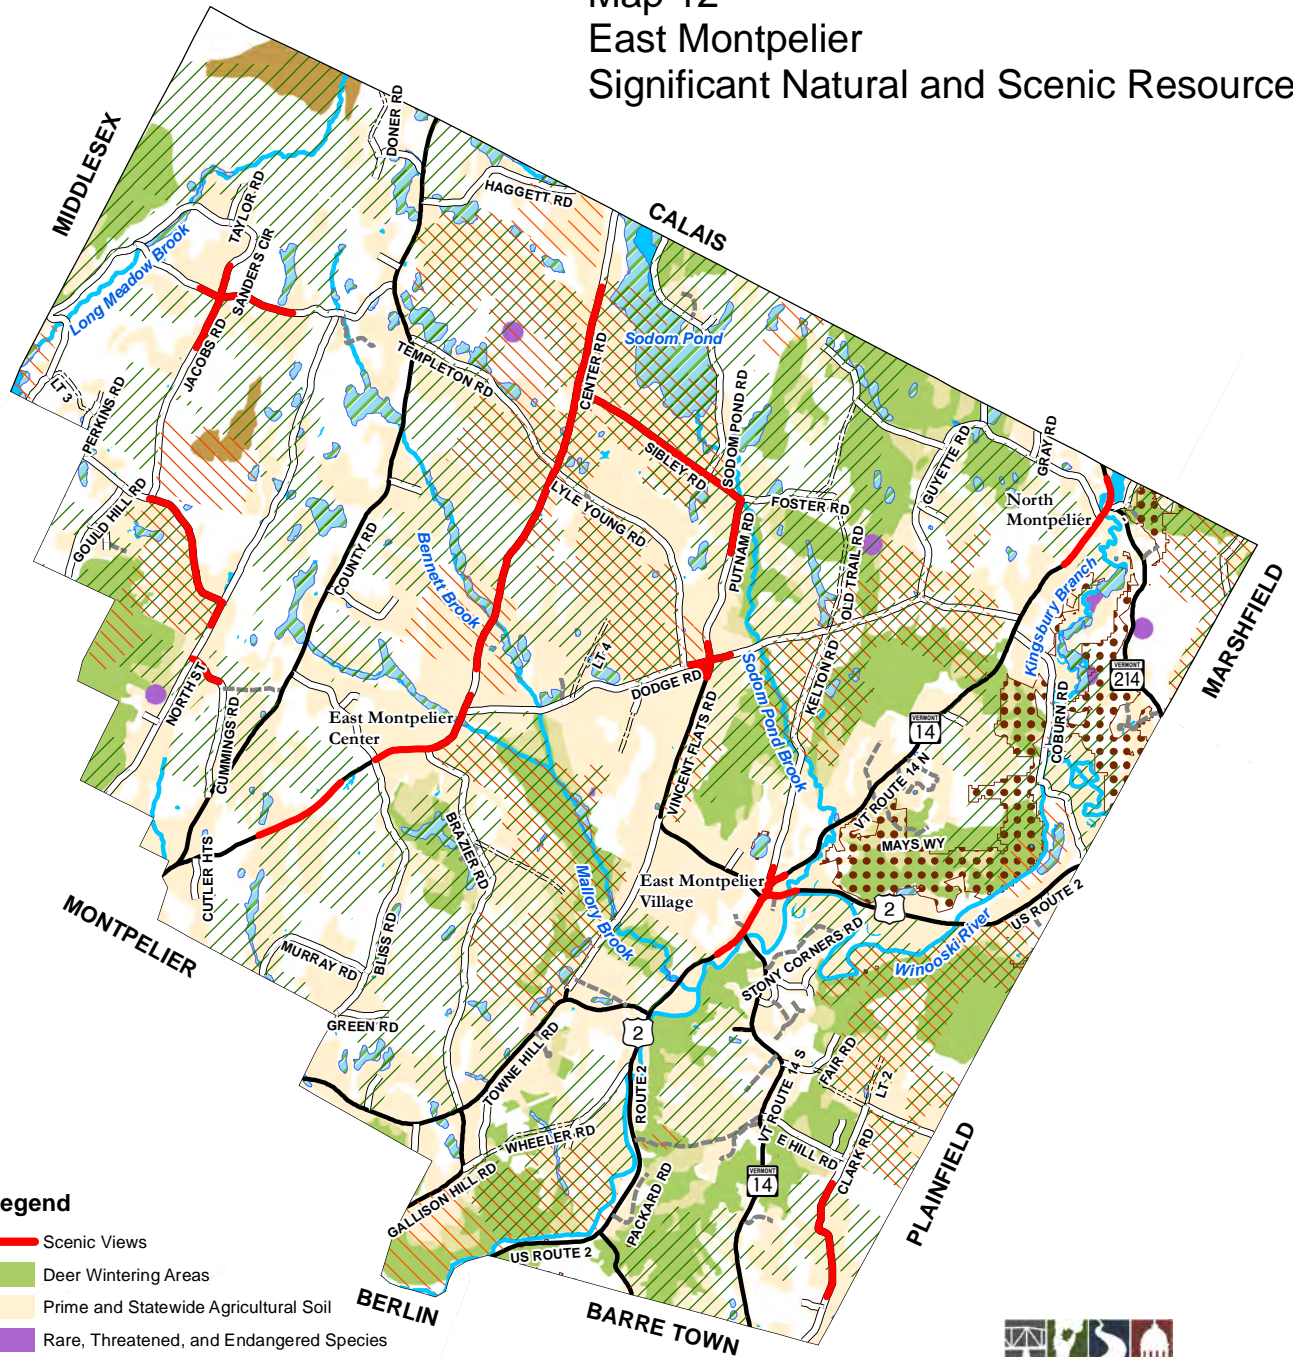 Map 12
East Montpelier
Significant Natural and Scenic Resource
MIDDLESEX
CALAIS
MARSHFIELD
PLAINFIELD
BARRE TOWN
BERLIN
MONTPELIER
DONER RD
HAGGETT RD
TAYLOR RD
SANDERS CIR
Long Meadow Brook
JACOBS RD
LT 3
PERKINS RD
GOULD HILL RD
TEMPLETON RD
CENTER RD
Sodom Pond
SODOM POND RD
SIBLEY RD
LYLE YOUNG RD
FOSTER RD
PUTNAM RD
OLD TRAIL RD
GUYETTE RD
GRAY RD
North
Montpelier
Kingsbury Branch
VERMONT
214
COBURN RD
COUNTY RD
Bennett Brook
LT 4
DODGE RD
Sodom Pond Brook
KELTON RD
VERMONT
14
VT ROUTE 14 N
NORTH ST
CUMMINGS RD
East Montpelier
Center
VINCENT FLATS RD
MAYS WY
CUTLER HTS
BRAZIER RD
BLISS RD
East Montpelier
Village
Mallory Brook
2
US ROUTE 2
Winooski River
STONY CORNERS RD
MURRAY RD
GREEN RD
2
TOWNE HILL RD
ROUTE 2
VT ROUTE 14 S
FAIR RD
LT 2
WHEELER RD
E HILL RD
CLARK RD
VERMONT
14
GALLISON HILL RD
PACKARD RD
US ROUTE 2
egend
Scenic Views
Deer Wintering Areas
Prime and Statewide Agricultural Soil
Rare, Threatened, and Endangered Species